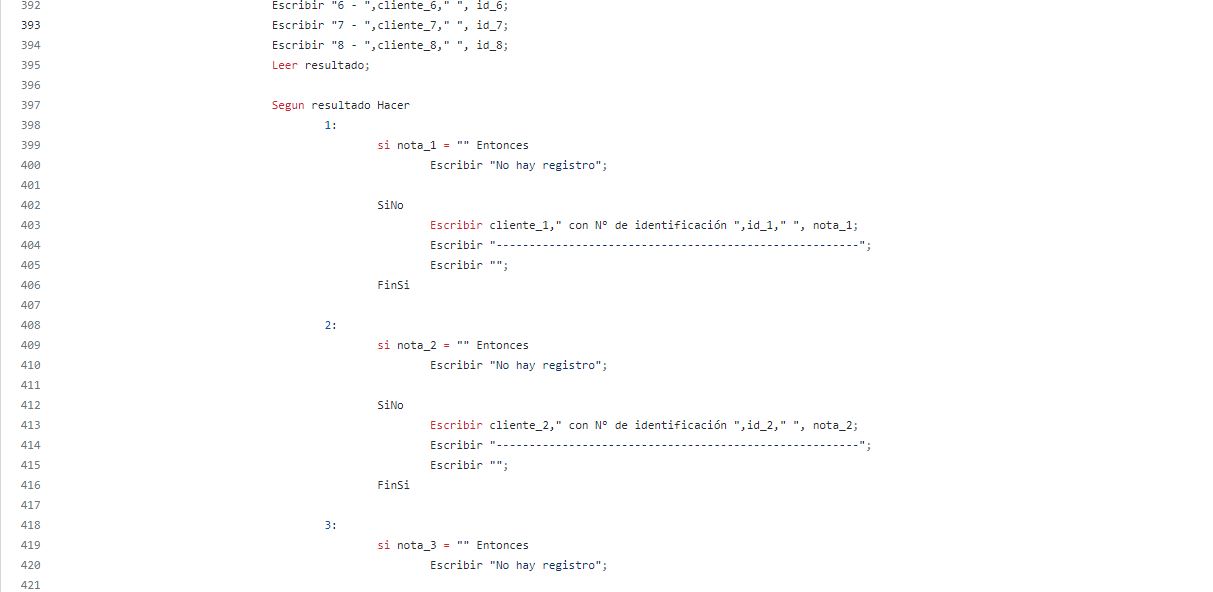 392 Escribir "6 - ",cliente_6," ", id_6;
393 Escribir "7 - ",cliente_7," ", id_7;
394 Escribir "8 - ",cliente_8," ", id_8;
395 Leer resultado;
396
397 Segun resultado Hacer
398 1:
399 si nota_1 = "" Entonces
400 Escribir "No hay registro";
401
402 SiNo
403 Escribir cliente_1," con Nº de identificación ",id_1," ", nota_1;
404 Escribir "-------------------------------------------------------";
405 Escribir "";
406 FinSi
407
408 2:
409 si nota_2 = "" Entonces
410 Escribir "No hay registro";
411
412 SiNo
413 Escribir cliente_2," con Nº de identificación ",id_2," ", nota_2;
414 Escribir "-------------------------------------------------------";
415 Escribir "";
416 FinSi
417
418 3:
419 si nota_3 = "" Entonces
420 Escribir "No hay registro";
421